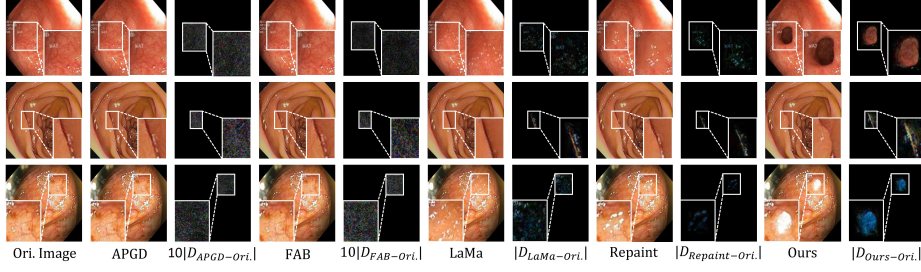 Ori. Image APGD 10|D_{APGD−Ori.}| FAB 10|D_{FAB−Ori.}| LaMa |D_{LaMa−Ori.}| Repaint |D_{Repaint−Ori.}| Ours |D_{Ours−Ori.}|